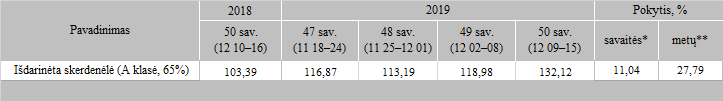 Pavadinimas 2018 2019 Pokytis, %
50 sav. (12 10–16) 47 sav. (11 18–24) 48 sav. (11 25–12 01) 49 sav. (12 02–08) 50 sav. (12 09–15) savaitės* metų**
Išdarinėta skerdenėlė (A klasė, 65%) 103,39 116,87 113,19 118,98 132,12 11,04 27,79